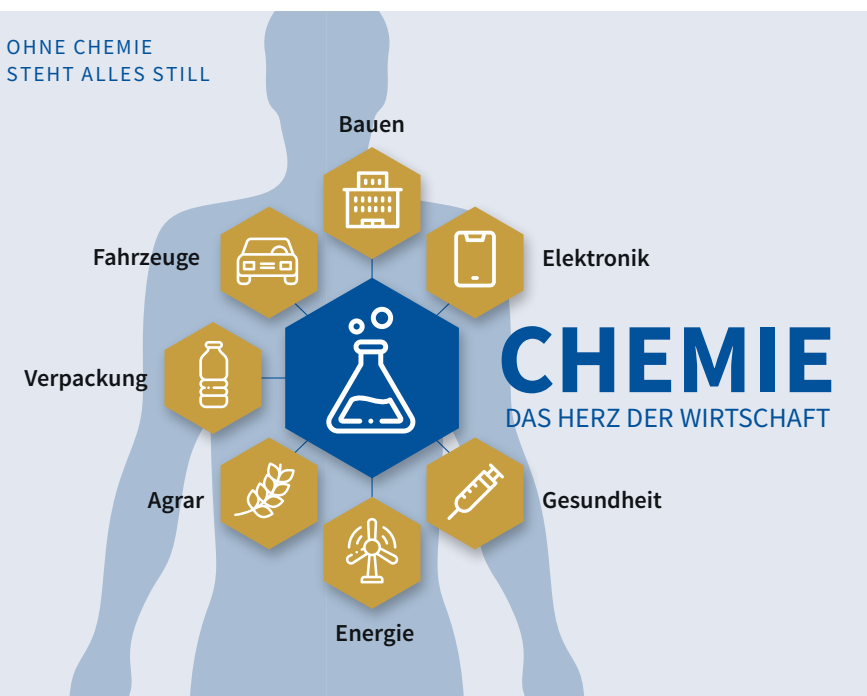 OHNE CHEMIE
STEHT ALLES STILL
Bauen
Fahrzeuge
Elektronik
CHEMIE
DAS HERZ DER WIRTSCHAFT
Verpackung
Agrar
Gesundheit
Energie